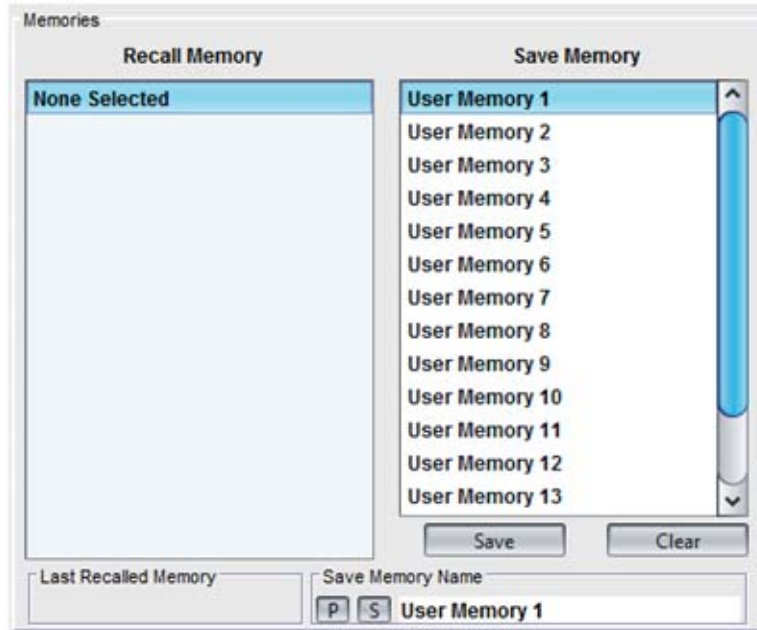 Memories
Recall Memory
None Selected
Save Memory
User Memory 1
User Memory 2
User Memory 3
User Memory 4
User Memory 5
User Memory 6
User Memory 7
User Memory 8
User Memory 9
User Memory 10
User Memory 11
User Memory 12
User Memory 13
Save Clear
Last Recalled Memory
Save Memory Name
P S User Memory 1